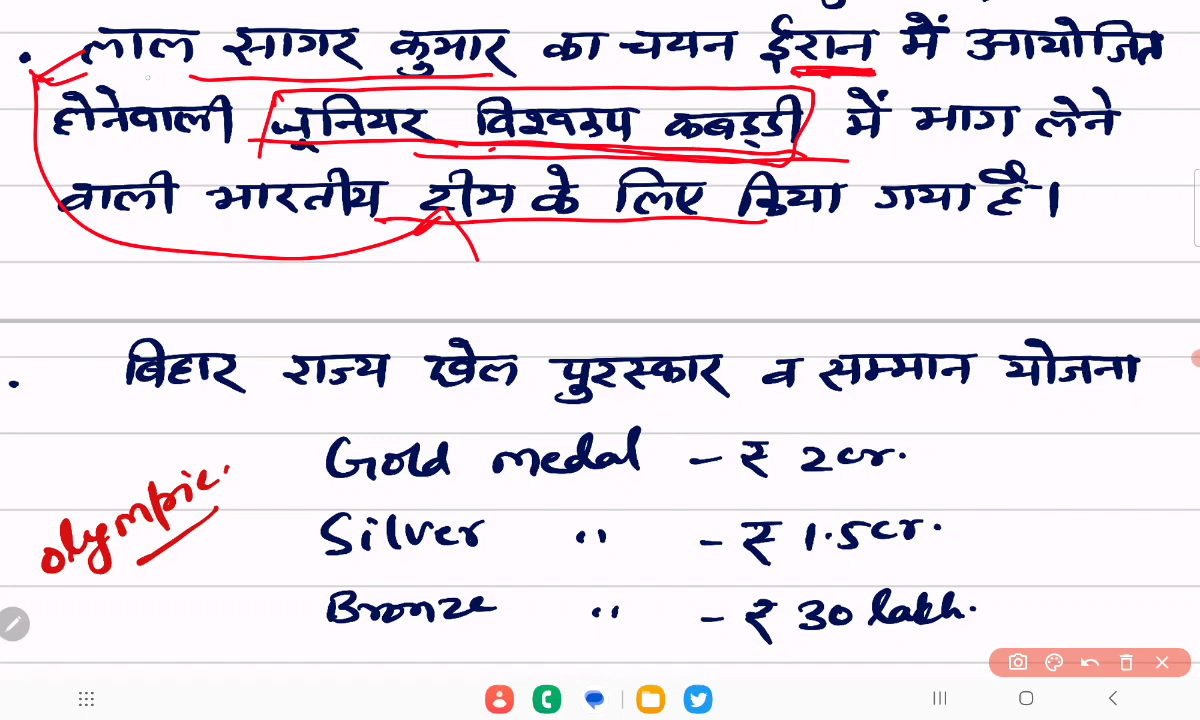 . लाल सागर कुमार का चयन ईरान में आयोजित
होनेवाली जूनियर विश्वकप कबड्डी में भाग लेने
वाली भारतीय टीम के लिए किया गया है।
. बिहार राज्य खेल पुरस्कार व सम्मान योजना
Gold medal - ₹ 2cr.
olympic.
Silver " - ₹ 1.5cr.
Bronze " - ₹ 30 lakh.